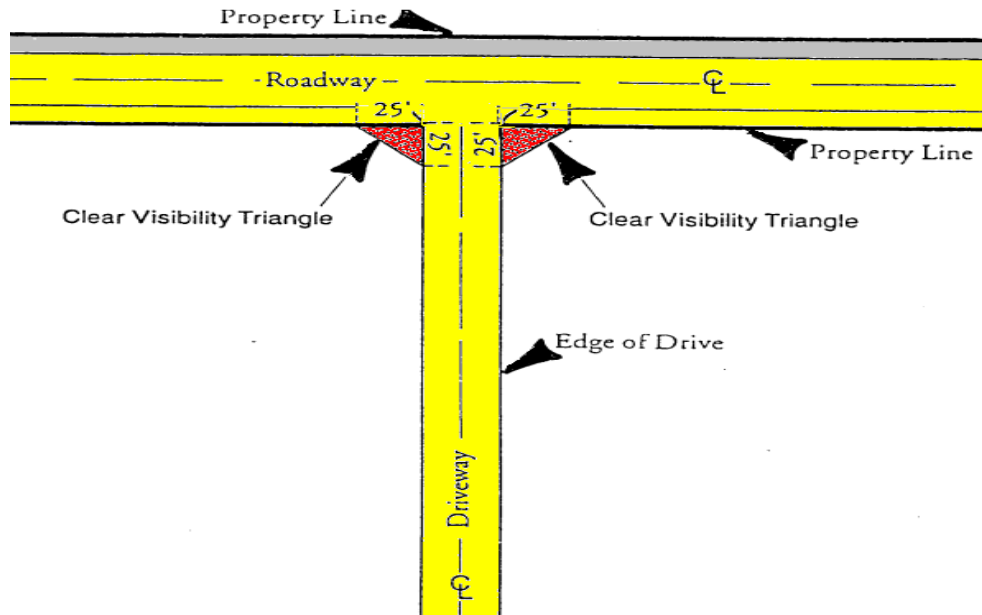 Property Line
Roadway
℄
25' 25'
25' 25'
Property Line
Clear Visibility Triangle
Clear Visibility Triangle
Edge of Drive
Driveway
℄